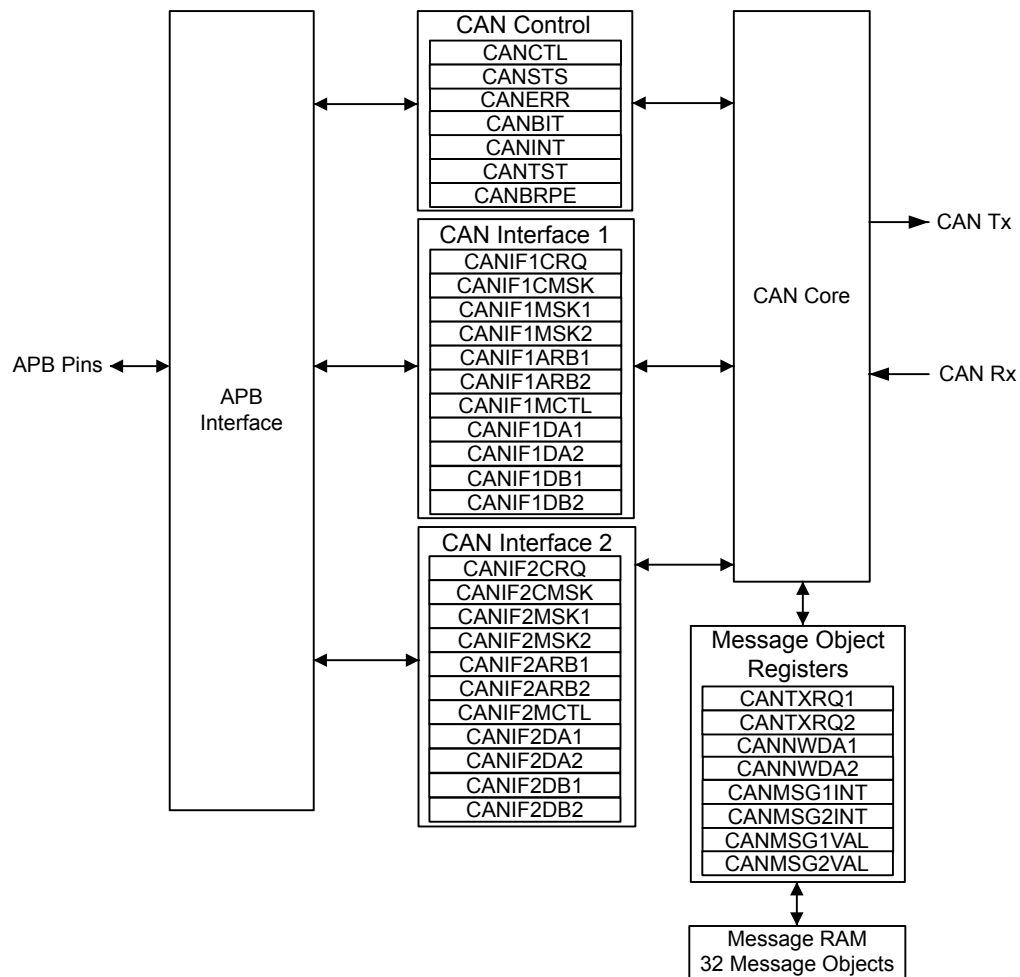 CAN Control
CANCTL
CANSTS
CANERR
CANBIT
CANINT
CANTST
CANBRPE
CAN Interface 1
CANIF1CRQ
CANIF1CMSK
CANIF1MSK1
CANIF1MSK2
CANIF1ARB1
CANIF1ARB2
CANIF1MCTL
CANIF1DA1
CANIF1DA2
CANIF1DB1
CANIF1DB2
CAN Interface 2
CANIF2CRQ
CANIF2CMSK
CANIF2MSK1
CANIF2MSK2
CANIF2ARB1
CANIF2ARB2
CANIF2MCTL
CANIF2DA1
CANIF2DA2
CANIF2DB1
CANIF2DB2
APB Pins
APB
Interface
CAN Core
CAN Tx
CAN Rx
Message Object
Registers
CANTXRQ1
CANTXRQ2
CANNWDA1
CANNWDA2
CANMSG1INT
CANMSG2INT
CANMSG1VAL
CANMSG2VAL
Message RAM
32 Message Objects